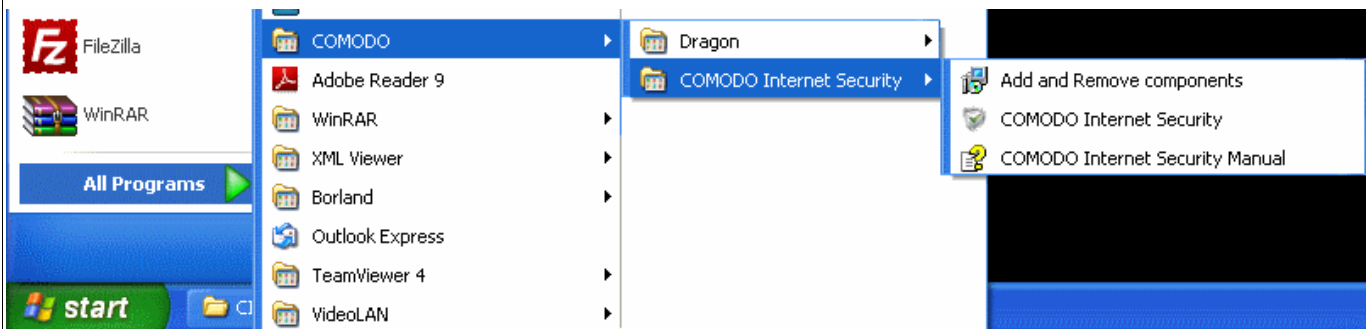 FileZilla
WinRAR
All Programs
start
COMODO
Adobe Reader 9
WinRAR
XML Viewer
Borland
Outlook Express
TeamViewer 4
VideoLAN
Dragon
COMODO Internet Security
Add and Remove components
COMODO Internet Security
COMODO Internet Security Manual